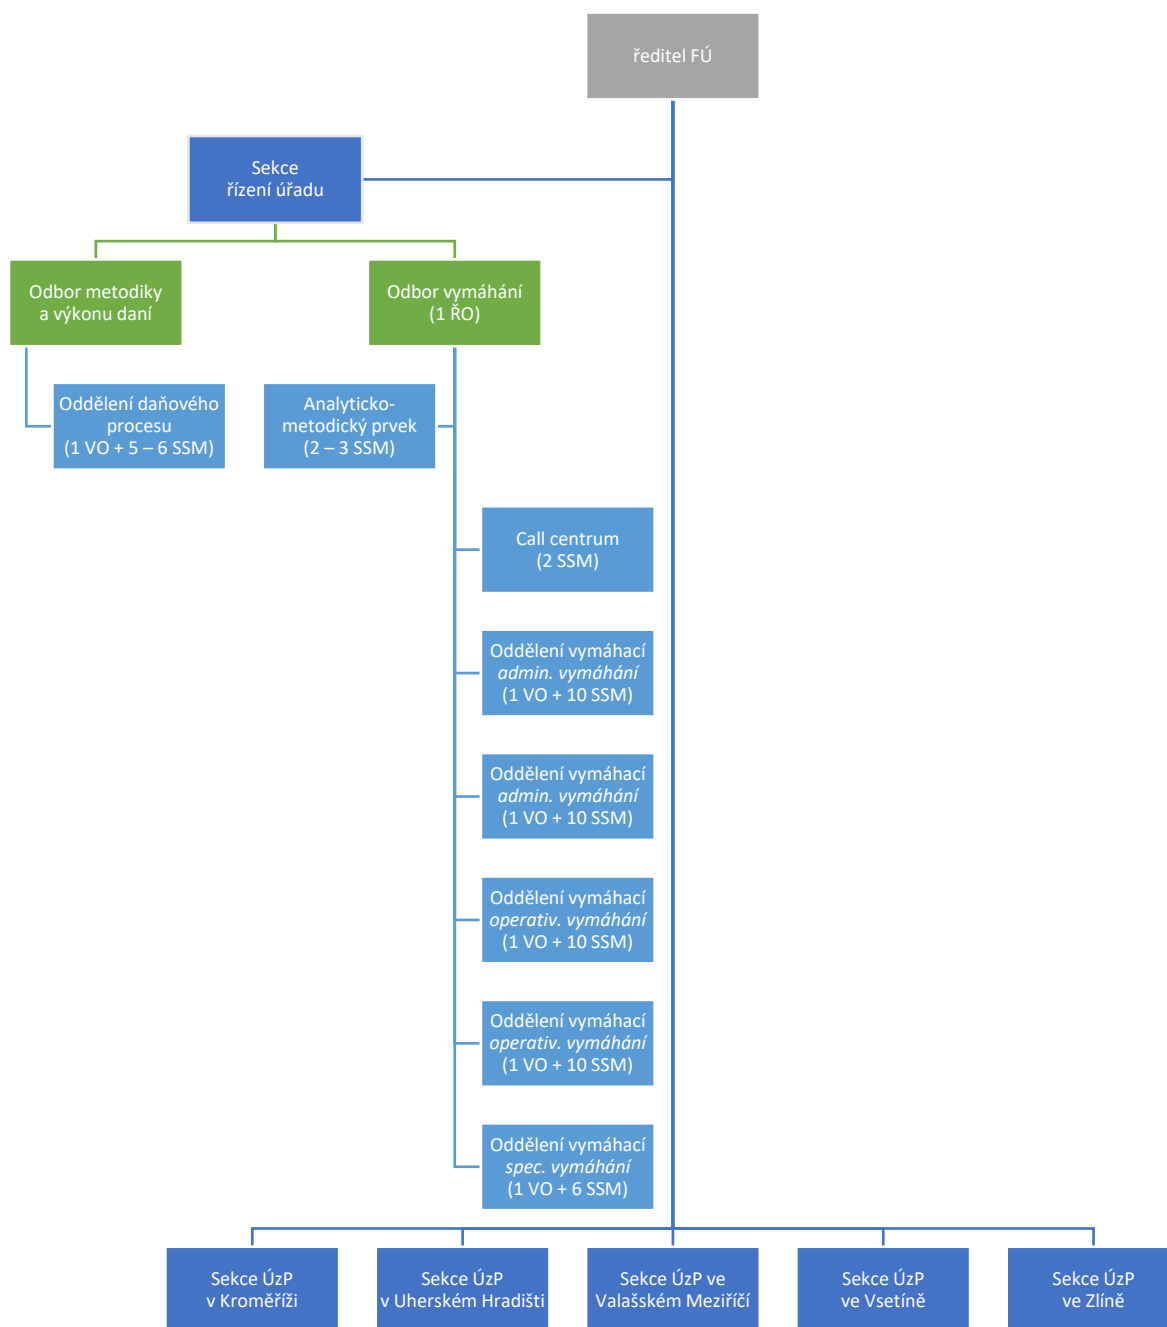 ředitel FÚ
Sekce
řízení úřadu
Odbor metodiky
a výkonu daní
Odbor vymáhání
(1 ŘO)
Oddělení daňového
procesu
(1 VO + 5 – 6 SSM)
Analyticko-
metodický prvek
(2 – 3 SSM)
Call centrum
(2 SSM)
Oddělení vymáhací
admin. vymáhání
(1 VO + 10 SSM)
Oddělení vymáhací
admin. vymáhání
(1 VO + 10 SSM)
Oddělení vymáhací
operativ. vymáhání
(1 VO + 10 SSM)
Oddělení vymáhací
operativ. vymáhání
(1 VO + 10 SSM)
Oddělení vymáhací
spec. vymáhání
(1 VO + 6 SSM)
Sekce ÚzP
v Kroměříži
Sekce ÚzP
v Uherském Hradišti
Sekce ÚzP ve
Valašském Meziříčí
Sekce ÚzP
ve Vsetíně
Sekce ÚzP
ve Zlíně